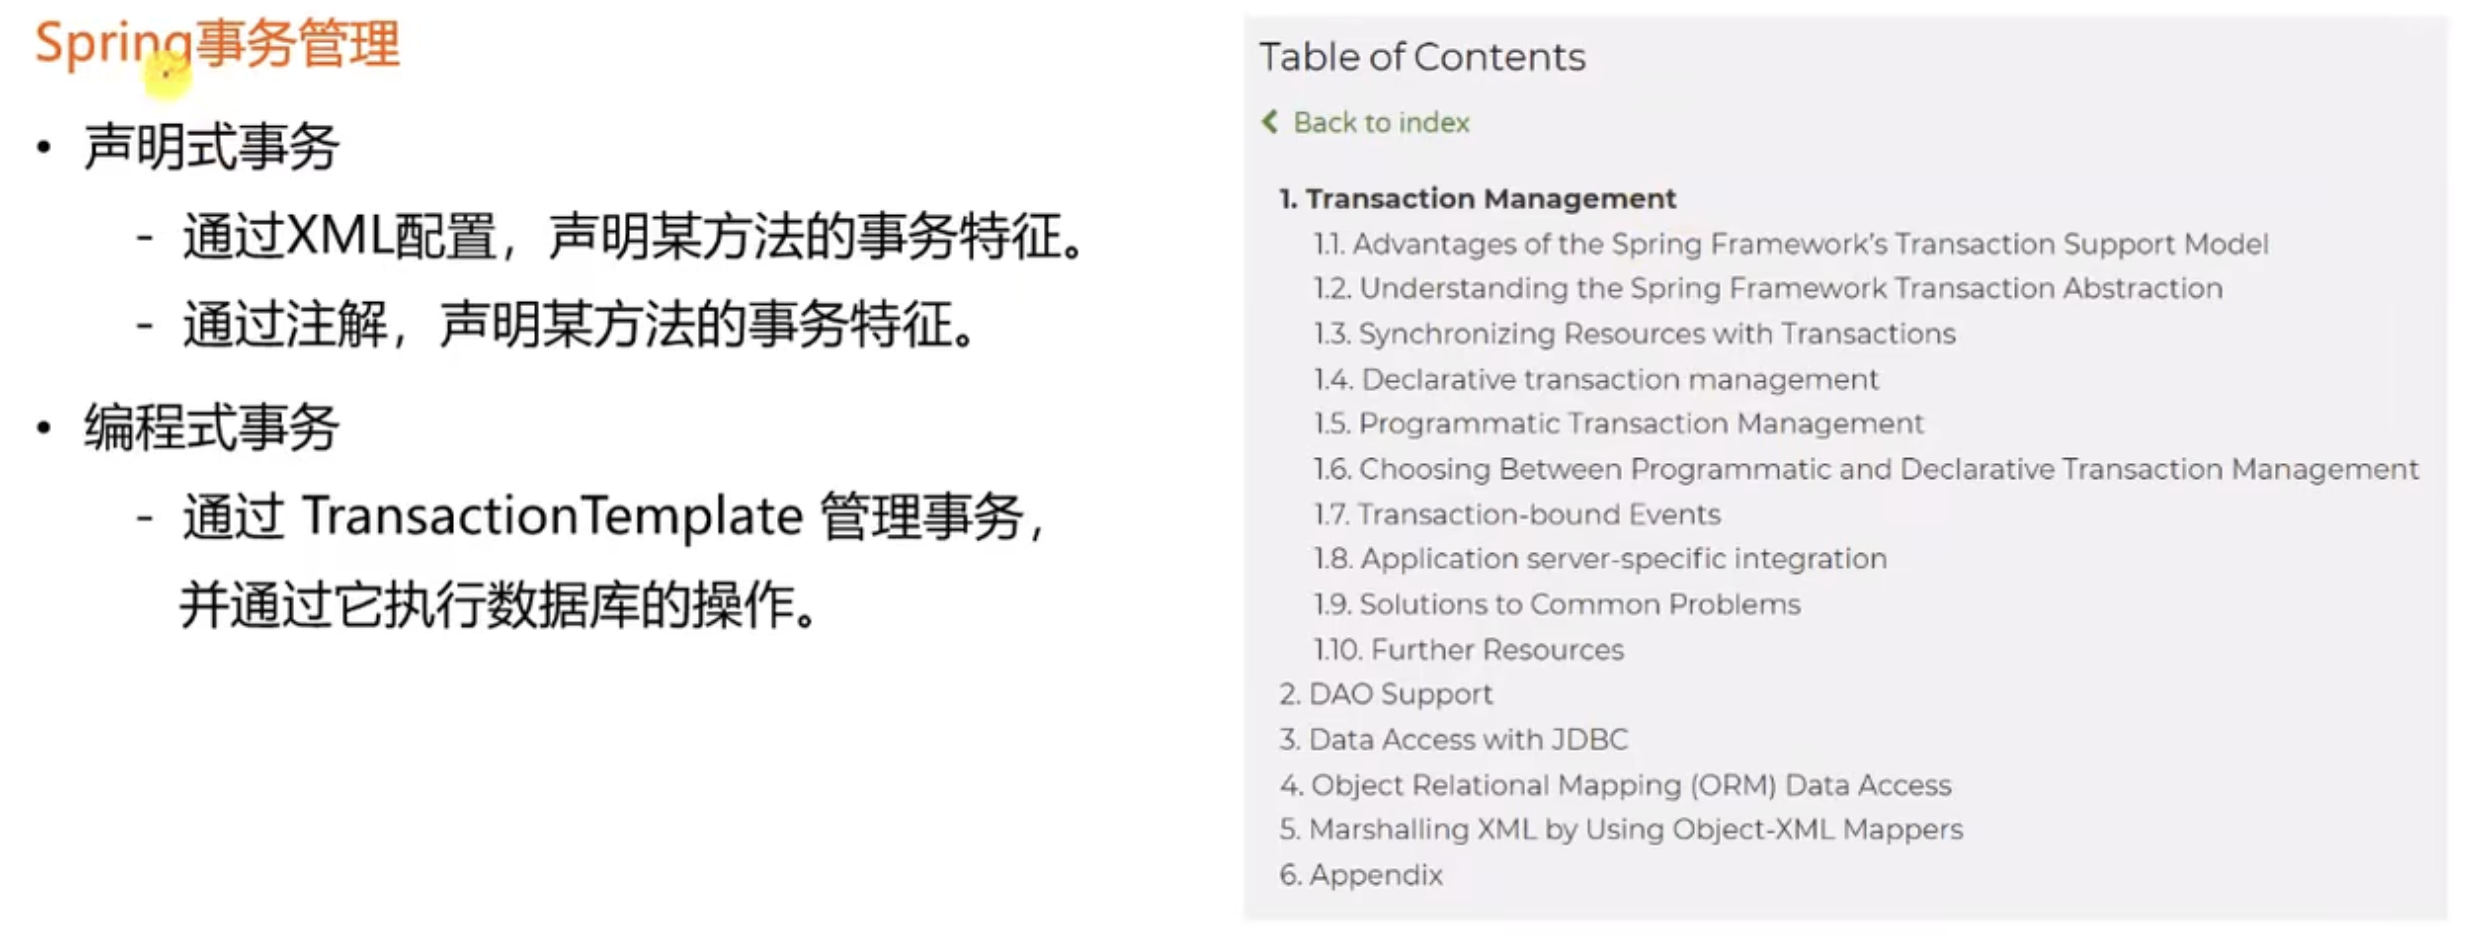 Spring事务管理
• 声明式事务
- 通过XML配置，声明某方法的事务特征。
- 通过注解，声明某方法的事务特征。
• 编程式事务
- 通过 TransactionTemplate 管理事务，
并通过它执行数据库的操作。
Table of Contents
Back to index
1. Transaction Management
1.1. Advantages of the Spring Framework’s Transaction Support Model
1.2. Understanding the Spring Framework Transaction Abstraction
1.3. Synchronizing Resources with Transactions
1.4. Declarative transaction management
1.5. Programmatic Transaction Management
1.6. Choosing Between Programmatic and Declarative Transaction Management
1.7. Transaction-bound Events
1.8. Application server-specific integration
1.9. Solutions to Common Problems
1.10. Further Resources
2. DAO Support
3. Data Access with JDBC
4. Object Relational Mapping (ORM) Data Access
5. Marshalling XML by Using Object-XML Mappers
6. Appendix